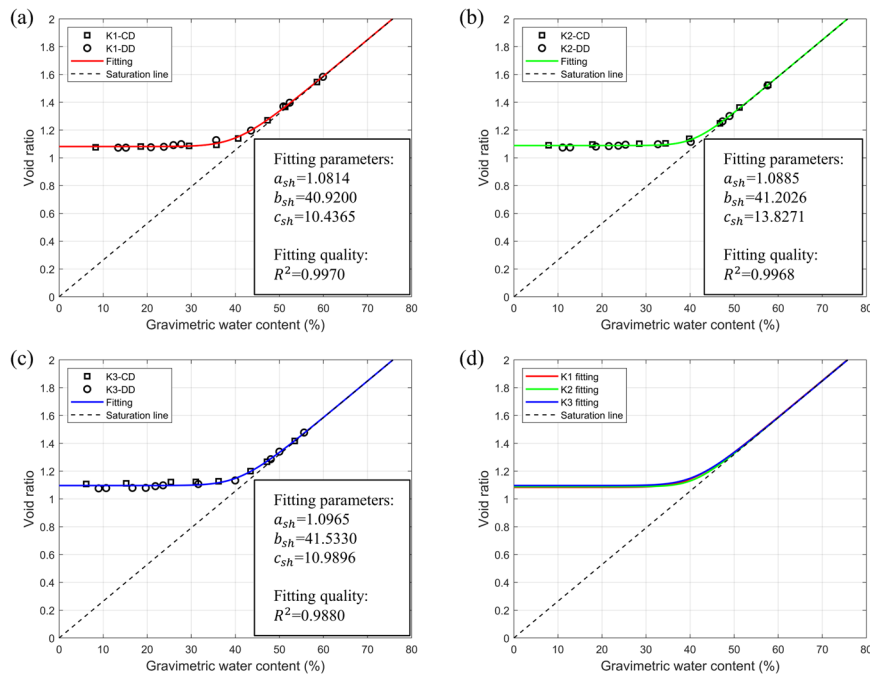 (a)
2
1.8
1.6
1.4
1.2
1
0.8
0.6
0.4
0.2
0
Void ratio
K1-CD
K1-DD
Fitting
Saturation line
Fitting parameters:
a_sh=1.0814
b_sh=40.9200
c_sh=10.4365
Fitting quality:
R²=0.9970
0 10 20 30 40 50 60 70 80
Gravimetric water content (%)
(b)
2
1.8
1.6
1.4
1.2
1
0.8
0.6
0.4
0.2
0
Void ratio
K2-CD
K2-DD
Fitting
Saturation line
Fitting parameters:
a_sh=1.0885
b_sh=41.2026
c_sh=13.8271
Fitting quality:
R²=0.9968
0 10 20 30 40 50 60 70 80
Gravimetric water content (%)
(c)
2
1.8
1.6
1.4
1.2
1
0.8
0.6
0.4
0.2
0
Void ratio
K3-CD
K3-DD
Fitting
Saturation line
Fitting parameters:
a_sh=1.0965
b_sh=41.5330
c_sh=10.9896
Fitting quality:
R²=0.9880
0 10 20 30 40 50 60 70 80
Gravimetric water content (%)
(d)
2
1.8
1.6
1.4
1.2
1
0.8
0.6
0.4
0.2
0
Void ratio
K1 fitting
K2 fitting
K3 fitting
Saturation line
0 10 20 30 40 50 60 70 80
Gravimetric water content (%)